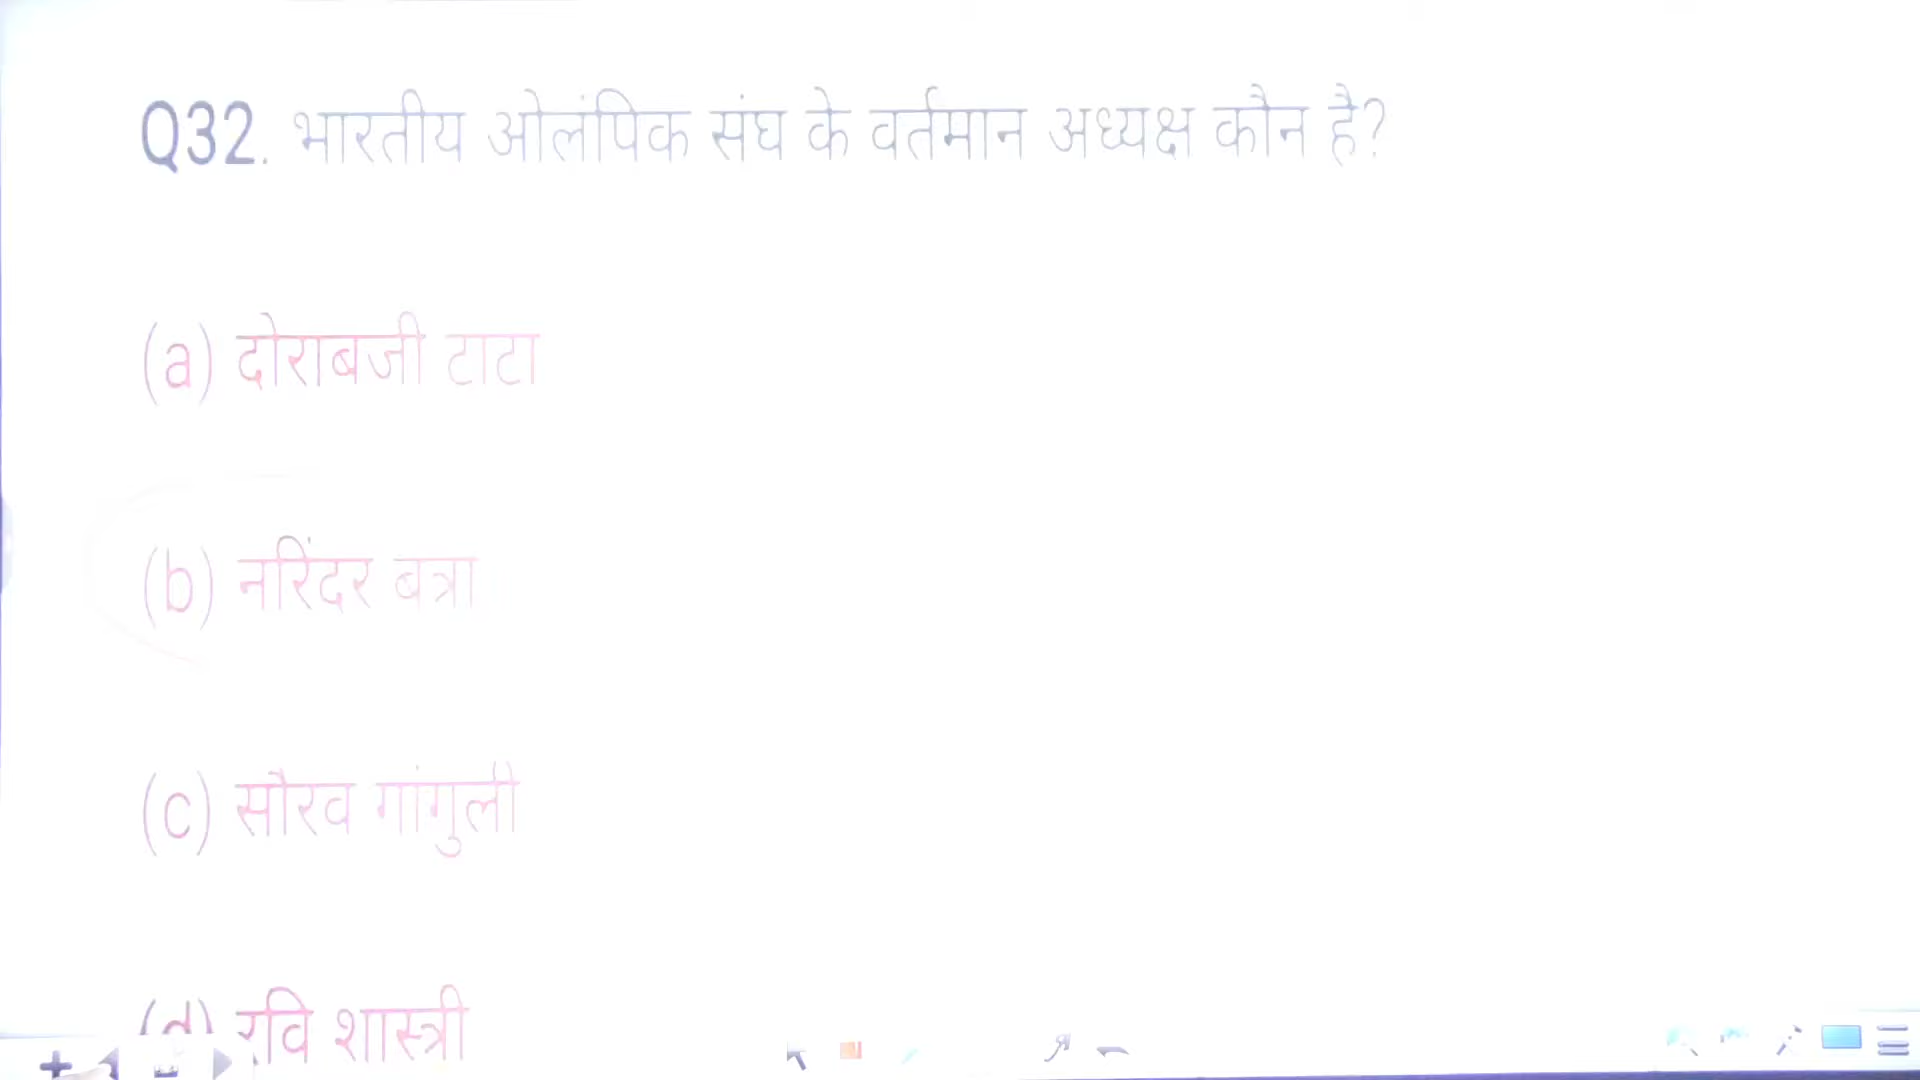 Q32. भारतीय ओलंपिक संघ के वर्तमान अध्यक्ष कौन है?
(a) दोराबजी टाटा
(b) नरिंदर बत्रा
(c) सौरव गांगुली
(d) रवि शास्त्री